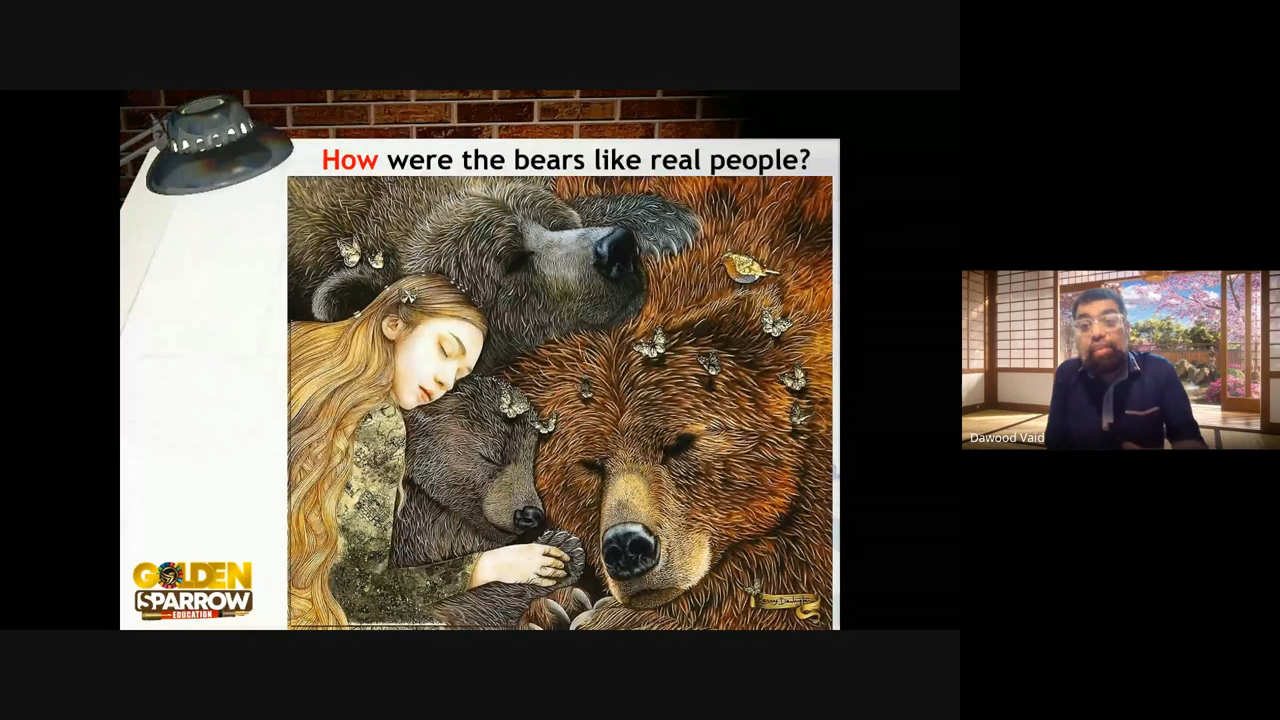 How were the bears like real people?
GOLDEN
SPARROW
EDUCATION
Dawood Vaid